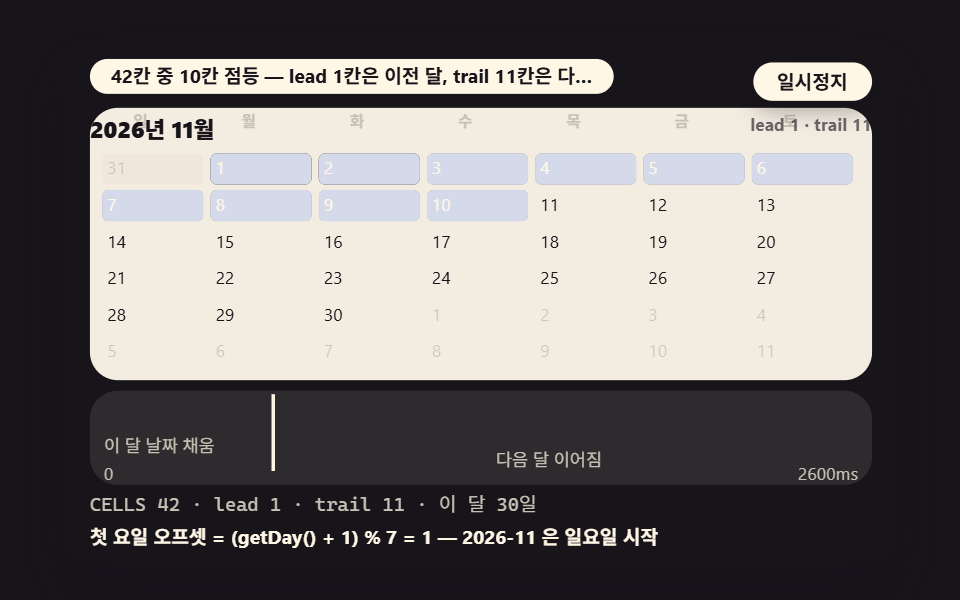 42칸 중 10칸 점등 — lead 1칸은 이전 달, trail 11칸은 다…
일시정지
일 월 화 수 목 금 토
2026년 11월
lead 1 · trail 11
31 1 2 3 4 5 6
7 8 9 10 11 12 13
14 15 16 17 18 19 20
21 22 23 24 25 26 27
28 29 30 1 2 3 4
5 6 7 8 9 10 11
이 달 날짜 채움
다음 달 이어짐
0
2600ms
CELLS 42 · lead 1 · trail 11 · 이 달 30일
첫 요일 오프셋 = (getDay() + 1) % 7 = 1 — 2026-11 은 일요일 시작